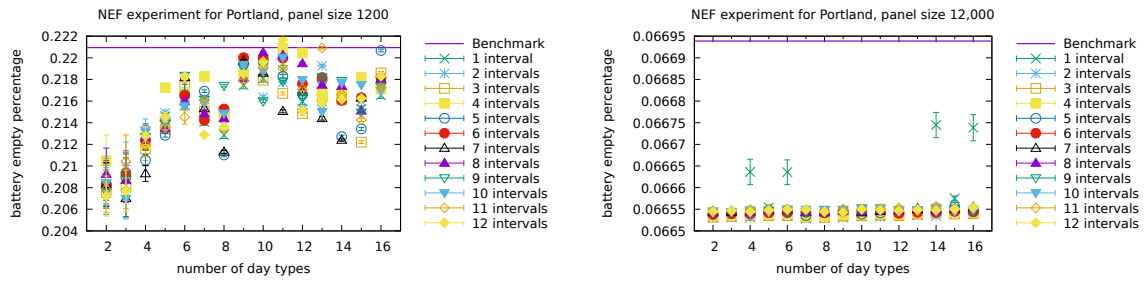 NEF experiment for Portland, panel size 1200
battery empty percentage
0.222
0.22
0.218
0.216
0.214
0.212
0.21
0.208
0.206
0.204
2 4 6 8 10 12 14 16
number of day types
Benchmark
1 interval
2 intervals
3 intervals
4 intervals
5 intervals
6 intervals
7 intervals
8 intervals
9 intervals
10 intervals
11 intervals
12 intervals
NEF experiment for Portland, panel size 12,000
battery empty percentage
0.06695
0.0669
0.06685
0.0668
0.06675
0.0667
0.06665
0.0666
0.06655
0.0665
2 4 6 8 10 12 14 16
number of day types
Benchmark
1 interval
2 intervals
3 intervals
4 intervals
5 intervals
6 intervals
7 intervals
8 intervals
9 intervals
10 intervals
11 intervals
12 intervals